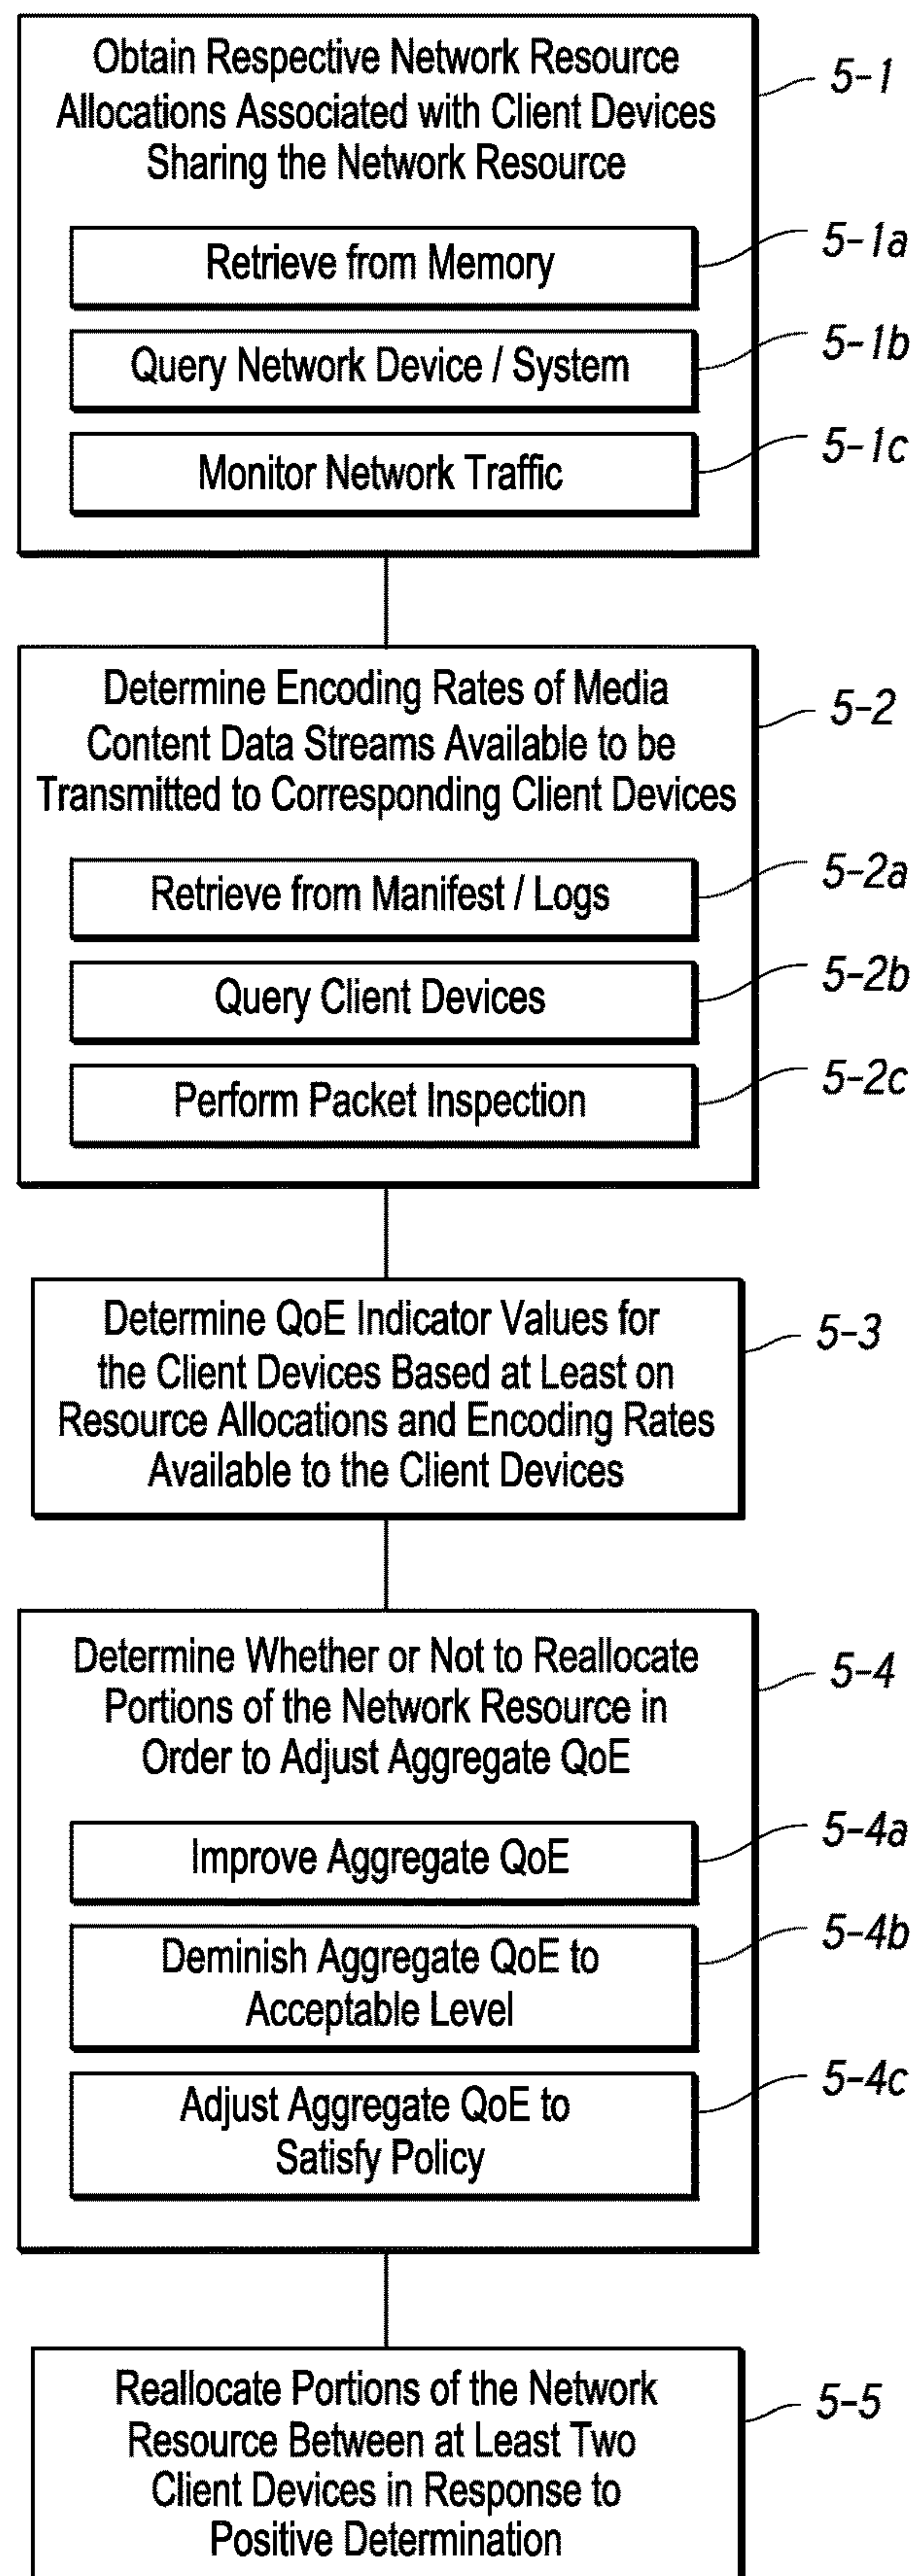 Obtain Respective Network Resource
Allocations Associated with Client Devices
Sharing the Network Resource
5-1
Retrieve from Memory
5-1a
Query Network Device / System
5-1b
Monitor Network Traffic
5-1c
Determine Encoding Rates of Media
Content Data Streams Available to be
Transmitted to Corresponding Client Devices
5-2
Retrieve from Manifest / Logs
5-2a
Query Client Devices
5-2b
Perform Packet Inspection
5-2c
Determine QoE Indicator Values for
the Client Devices Based at Least on
Resource Allocations and Encoding Rates
Available to the Client Devices
5-3
Determine Whether or Not to Reallocate
Portions of the Network Resource in
Order to Adjust Aggregate QoE
5-4
Improve Aggregate QoE
5-4a
Deminish Aggregate QoE to
Acceptable Level
5-4b
Adjust Aggregate QoE to
Satisfy Policy
5-4c
Reallocate Portions of the Network
Resource Between at Least Two
Client Devices in Response to
Positive Determination
5-5